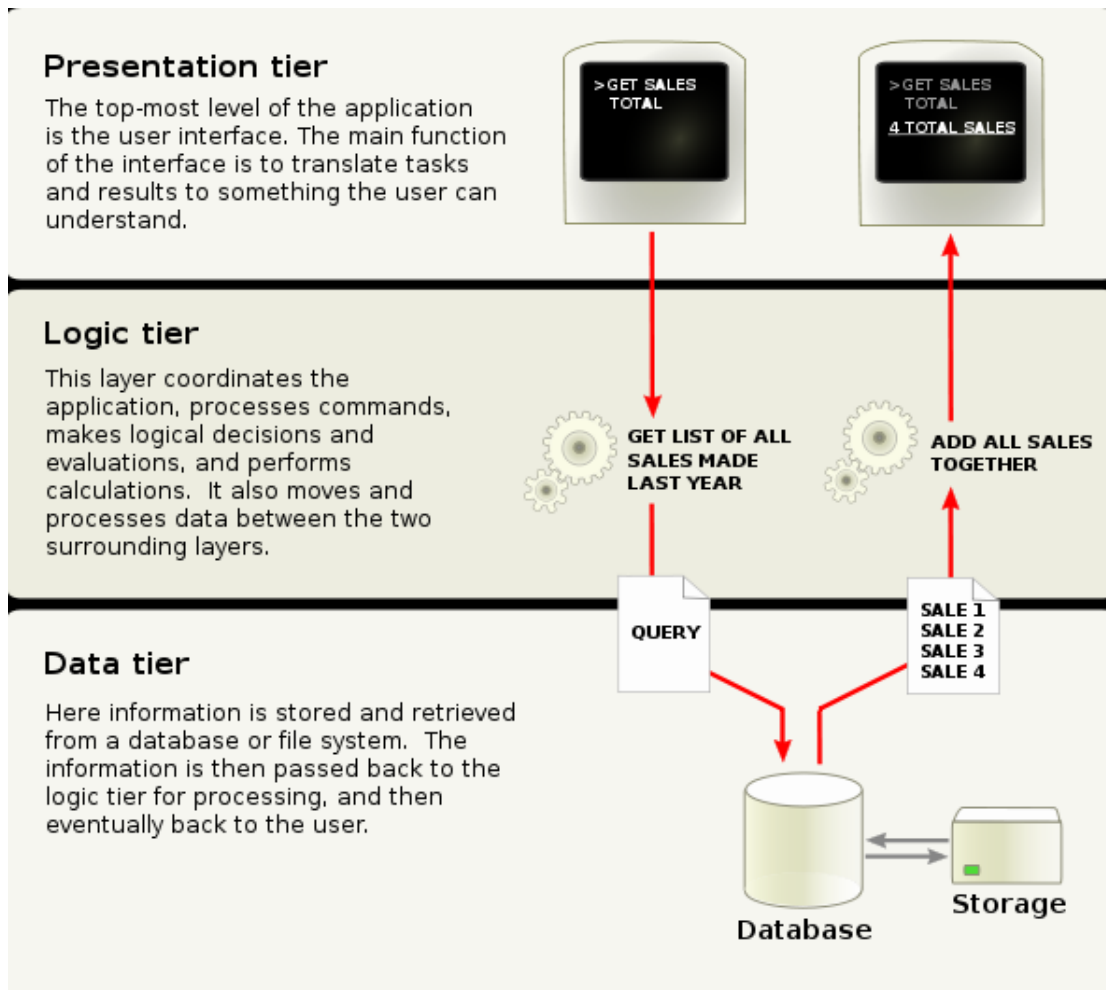 Presentation tier
The top-most level of the application
is the user interface. The main function
of the interface is to translate tasks
and results to something the user can
understand.
>GET SALES
TOTAL
>GET SALES
TOTAL
4 TOTAL SALES
Logic tier
This layer coordinates the
application, processes commands,
makes logical decisions and
evaluations, and performs
calculations.  It also moves and
processes data between the two
surrounding layers.
GET LIST OF ALL
SALES MADE
LAST YEAR
ADD ALL SALES
TOGETHER
QUERY
SALE 1
SALE 2
SALE 3
SALE 4
Data tier
Here information is stored and retrieved
from a database or file system.  The
information is then passed back to the
logic tier for processing, and then
eventually back to the user.
Database
Storage